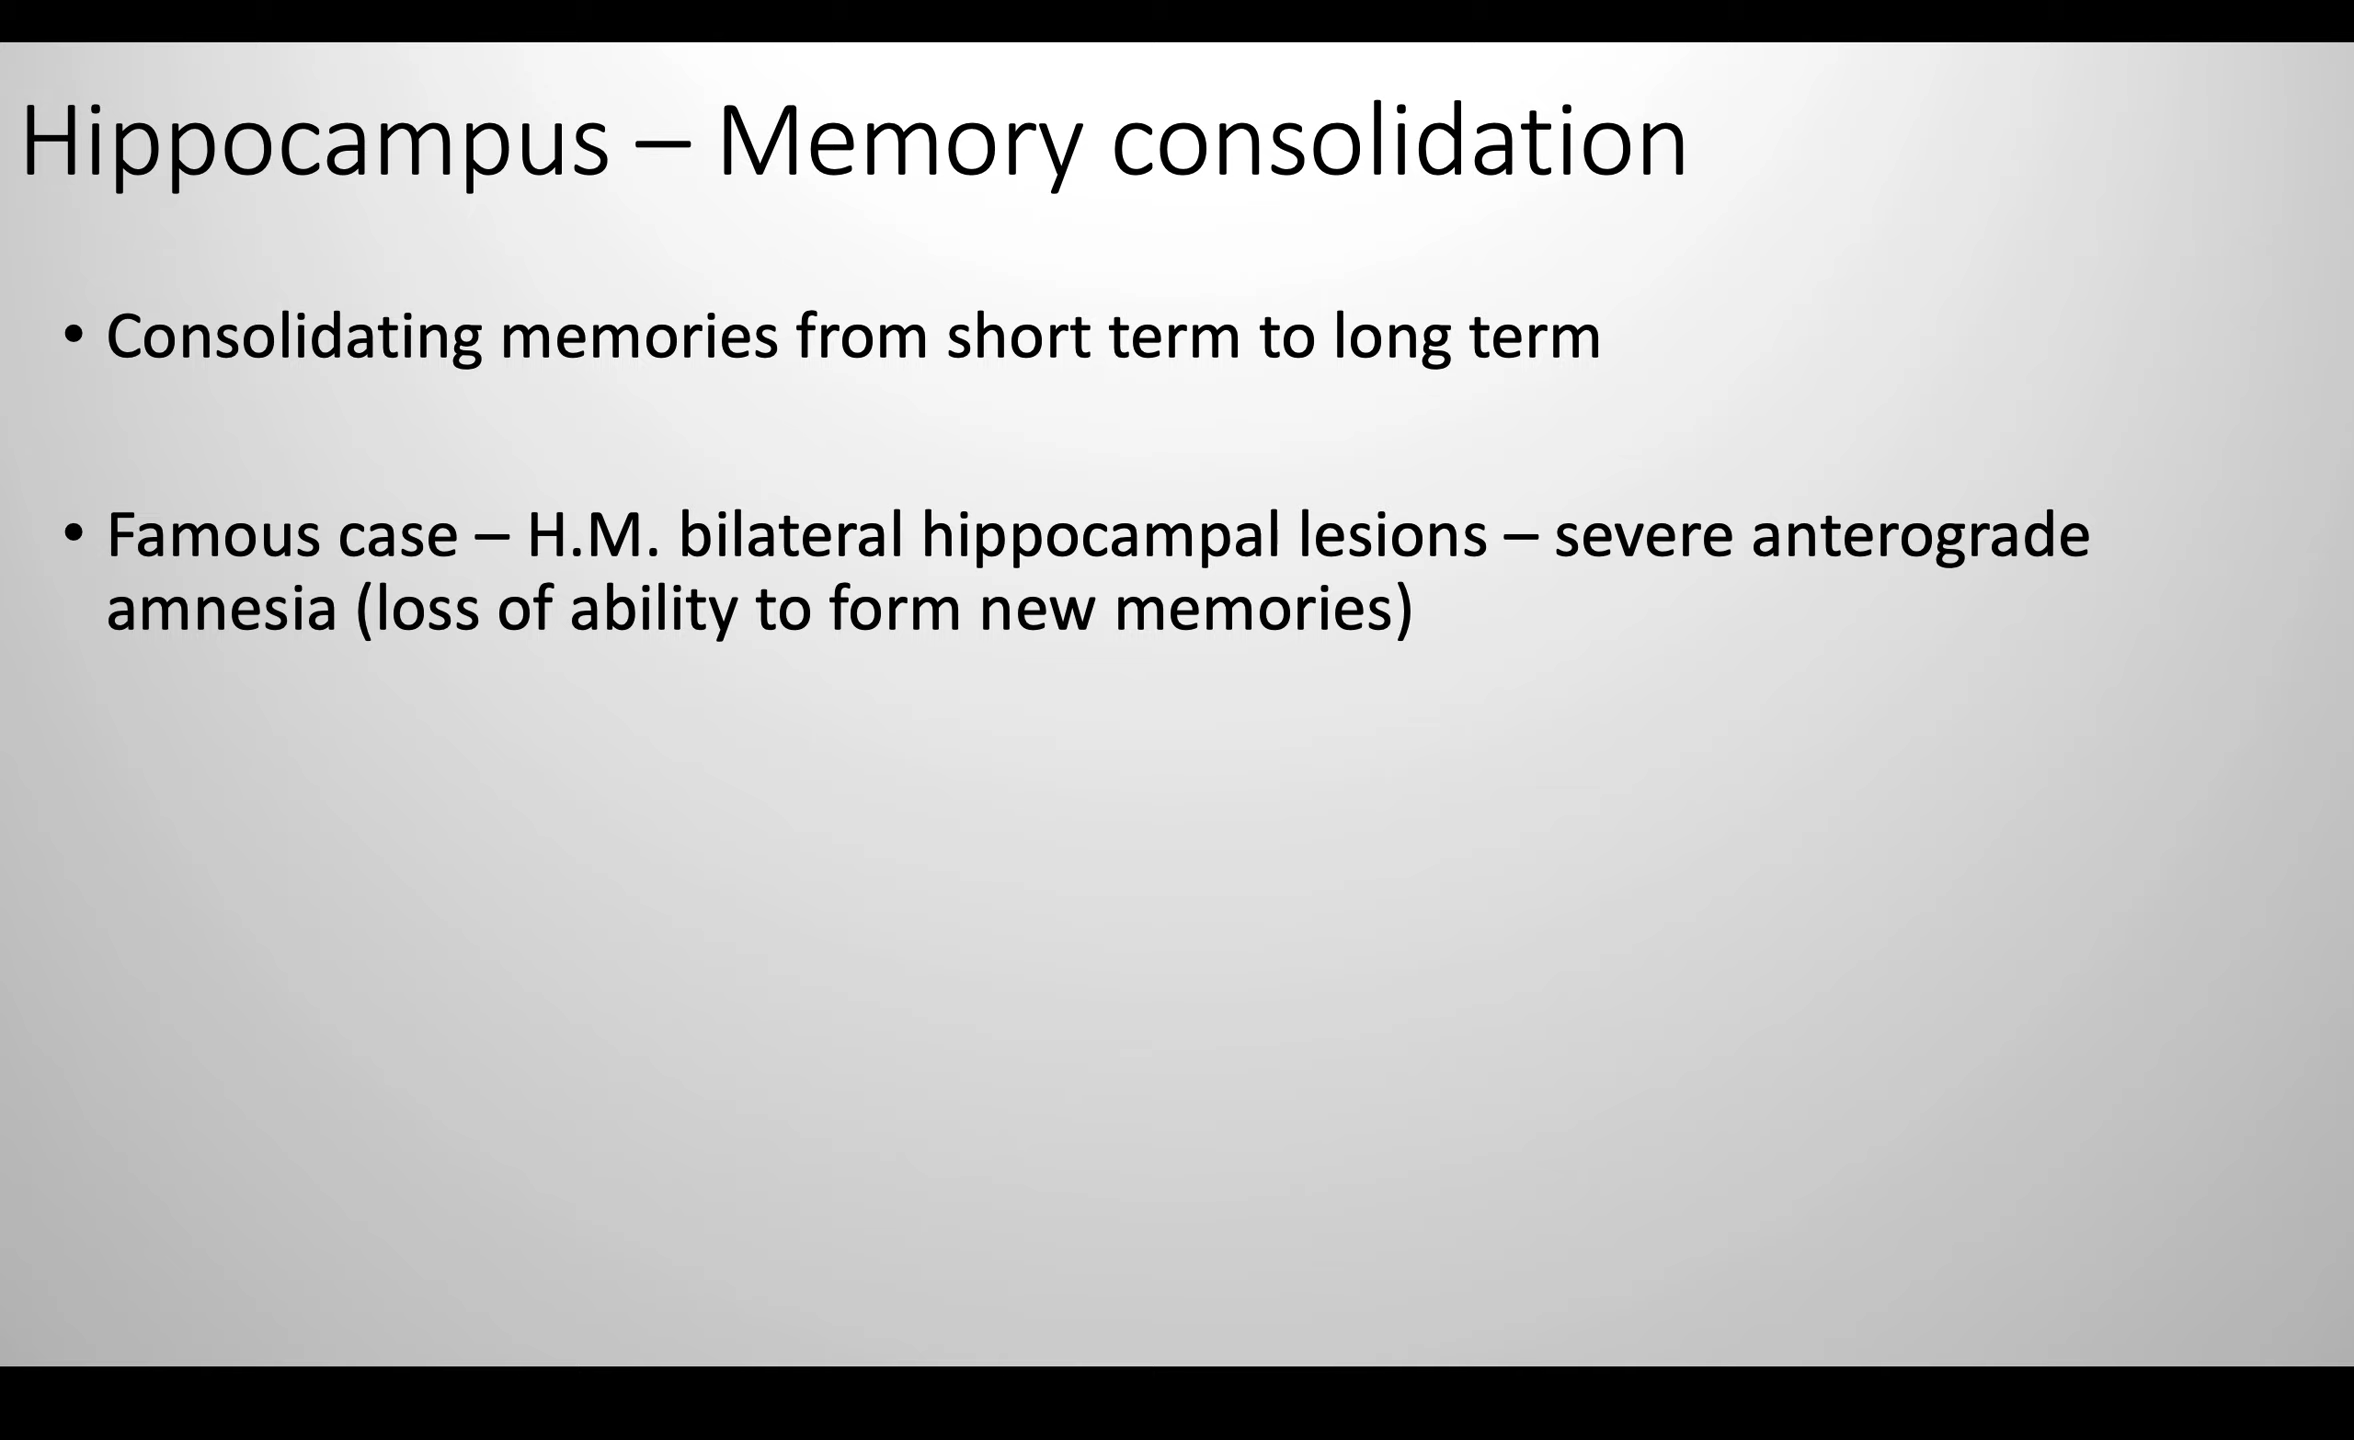 Hippocampus – Memory consolidation
• Consolidating memories from short term to long term
• Famous case – H.M. bilateral hippocampal lesions – severe anterograde
amnesia (loss of ability to form new memories)